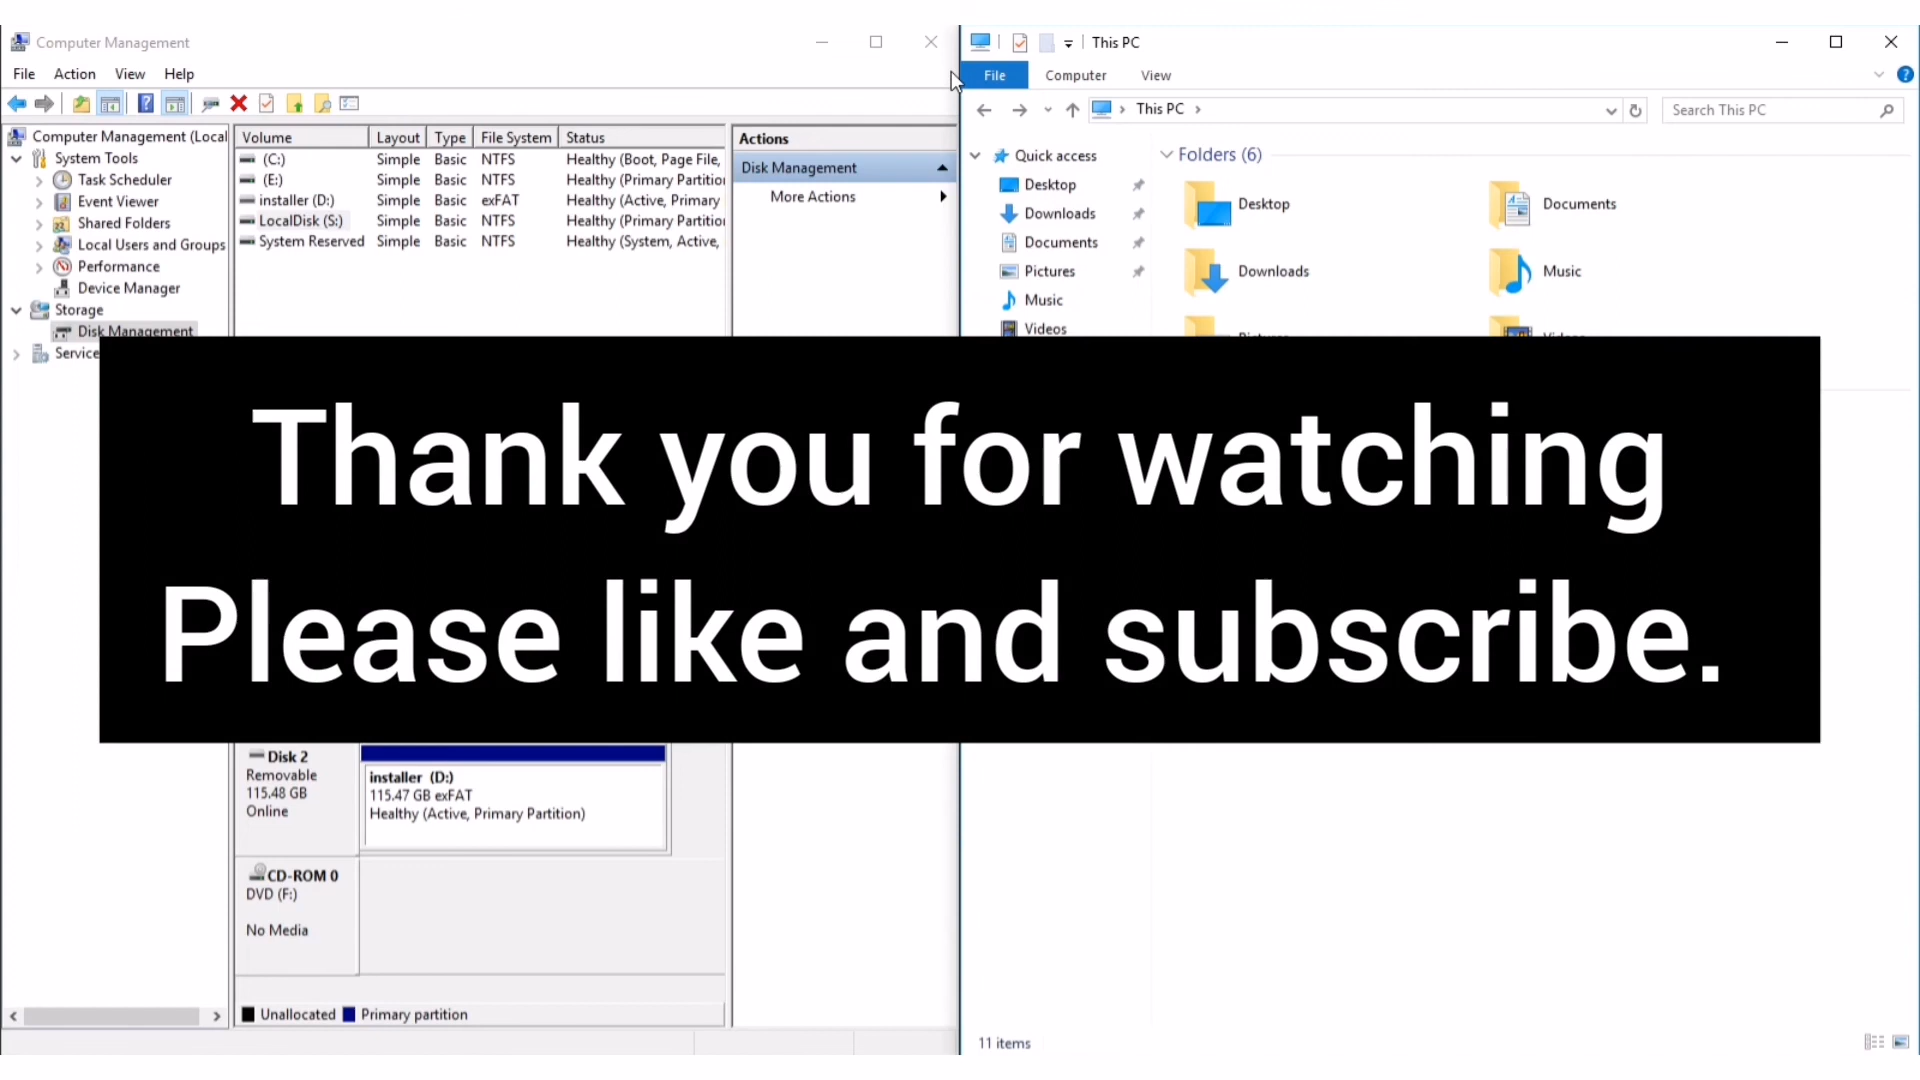 Computer Management
File Action View Help
Computer Management (Local
System Tools
Task Scheduler
Event Viewer
Shared Folders
Local Users and Groups
Performance
Device Manager
Storage
Disk Management
Service
Volume Layout Type File System Status
(C:) Simple Basic NTFS Healthy (Boot, Page File,
(E:) Simple Basic NTFS Healthy (Primary Partitio
installer (D:) Simple Basic exFAT Healthy (Active, Primary
LocalDisk (S:) Simple Basic NTFS Healthy (Primary Partitio
System Reserved Simple Basic NTFS Healthy (System, Active,
Actions
Disk Management
More Actions
This PC
File Computer View
This PC
Search This PC
Quick access
Desktop
Downloads
Documents
Pictures
Music
Videos
Folders (6)
Desktop
Documents
Downloads
Music
Thank you for watching
Please like and subscribe.
Disk 2
Removable
115.48 GB
Online
installer (D:)
115.47 GB exFAT
Healthy (Active, Primary Partition)
CD-ROM 0
DVD (F:)
No Media
Unallocated Primary partition
11 items